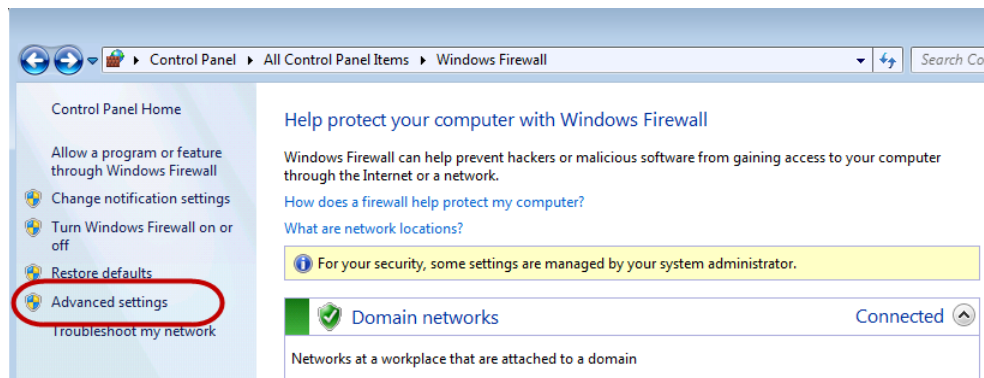 Control Panel ▸ All Control Panel Items ▸ Windows Firewall
Search Co
Control Panel Home
Allow a program or feature
through Windows Firewall
Change notification settings
Turn Windows Firewall on or
off
Restore defaults
Advanced settings
Troubleshoot my network
Help protect your computer with Windows Firewall
Windows Firewall can help prevent hackers or malicious software from gaining access to your computer
through the Internet or a network.
How does a firewall help protect my computer?
What are network locations?
For your security, some settings are managed by your system administrator.
Domain networks
Connected
Networks at a workplace that are attached to a domain